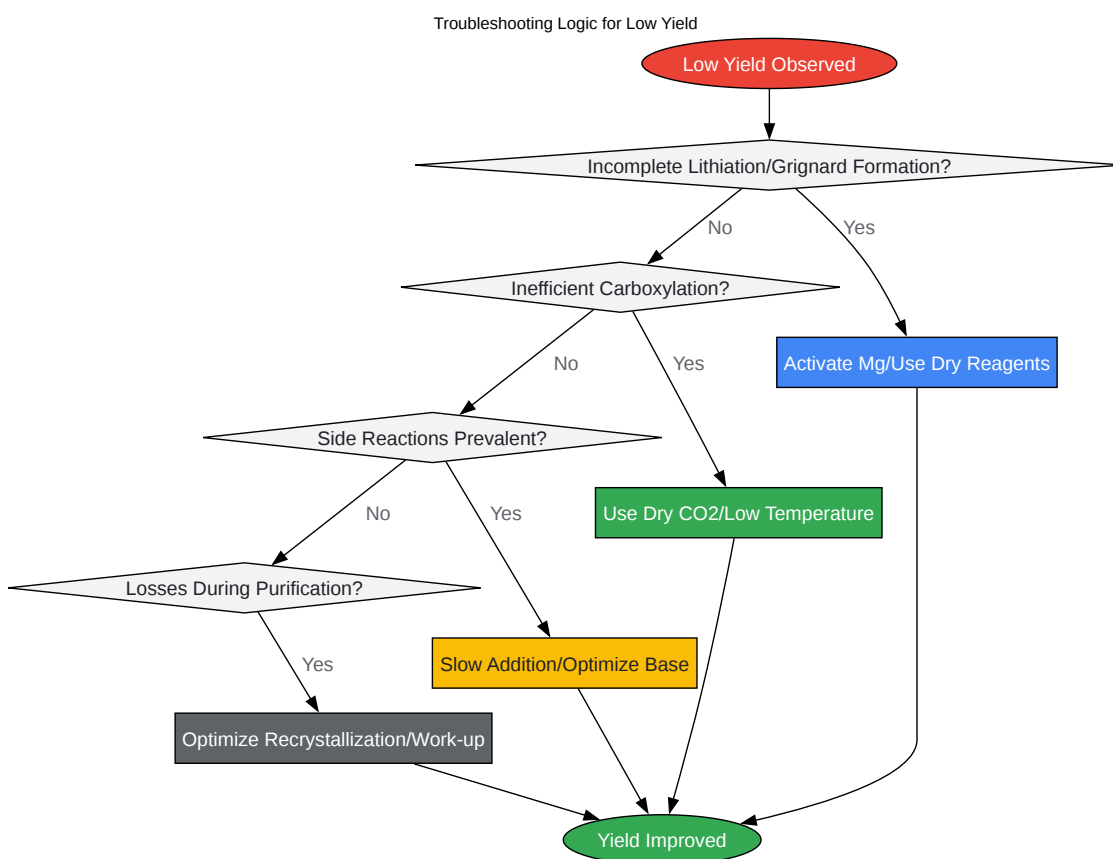 Troubleshooting Logic for Low Yield
Low Yield Observed
Incomplete Lithiation/Grignard Formation?
No
Yes
Inefficient Carboxylation?
No
Yes
Activate Mg/Use Dry Reagents
Side Reactions Prevalent?
No
Yes
Use Dry CO2/Low Temperature
Losses During Purification?
Yes
Slow Addition/Optimize Base
Optimize Recrystallization/Work-up
Yield Improved